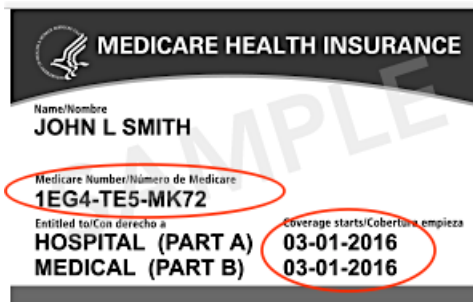 MEDICARE HEALTH INSURANCE
Name/Nombre
JOHN L SMITH
Medicare Number/Número de Medicare
1EG4-TE5-MK72
Entitled to/Con derecho a Coverage starts/Cobertura empieza
HOSPITAL (PART A) 03-01-2016
MEDICAL (PART B) 03-01-2016
SAMPLE